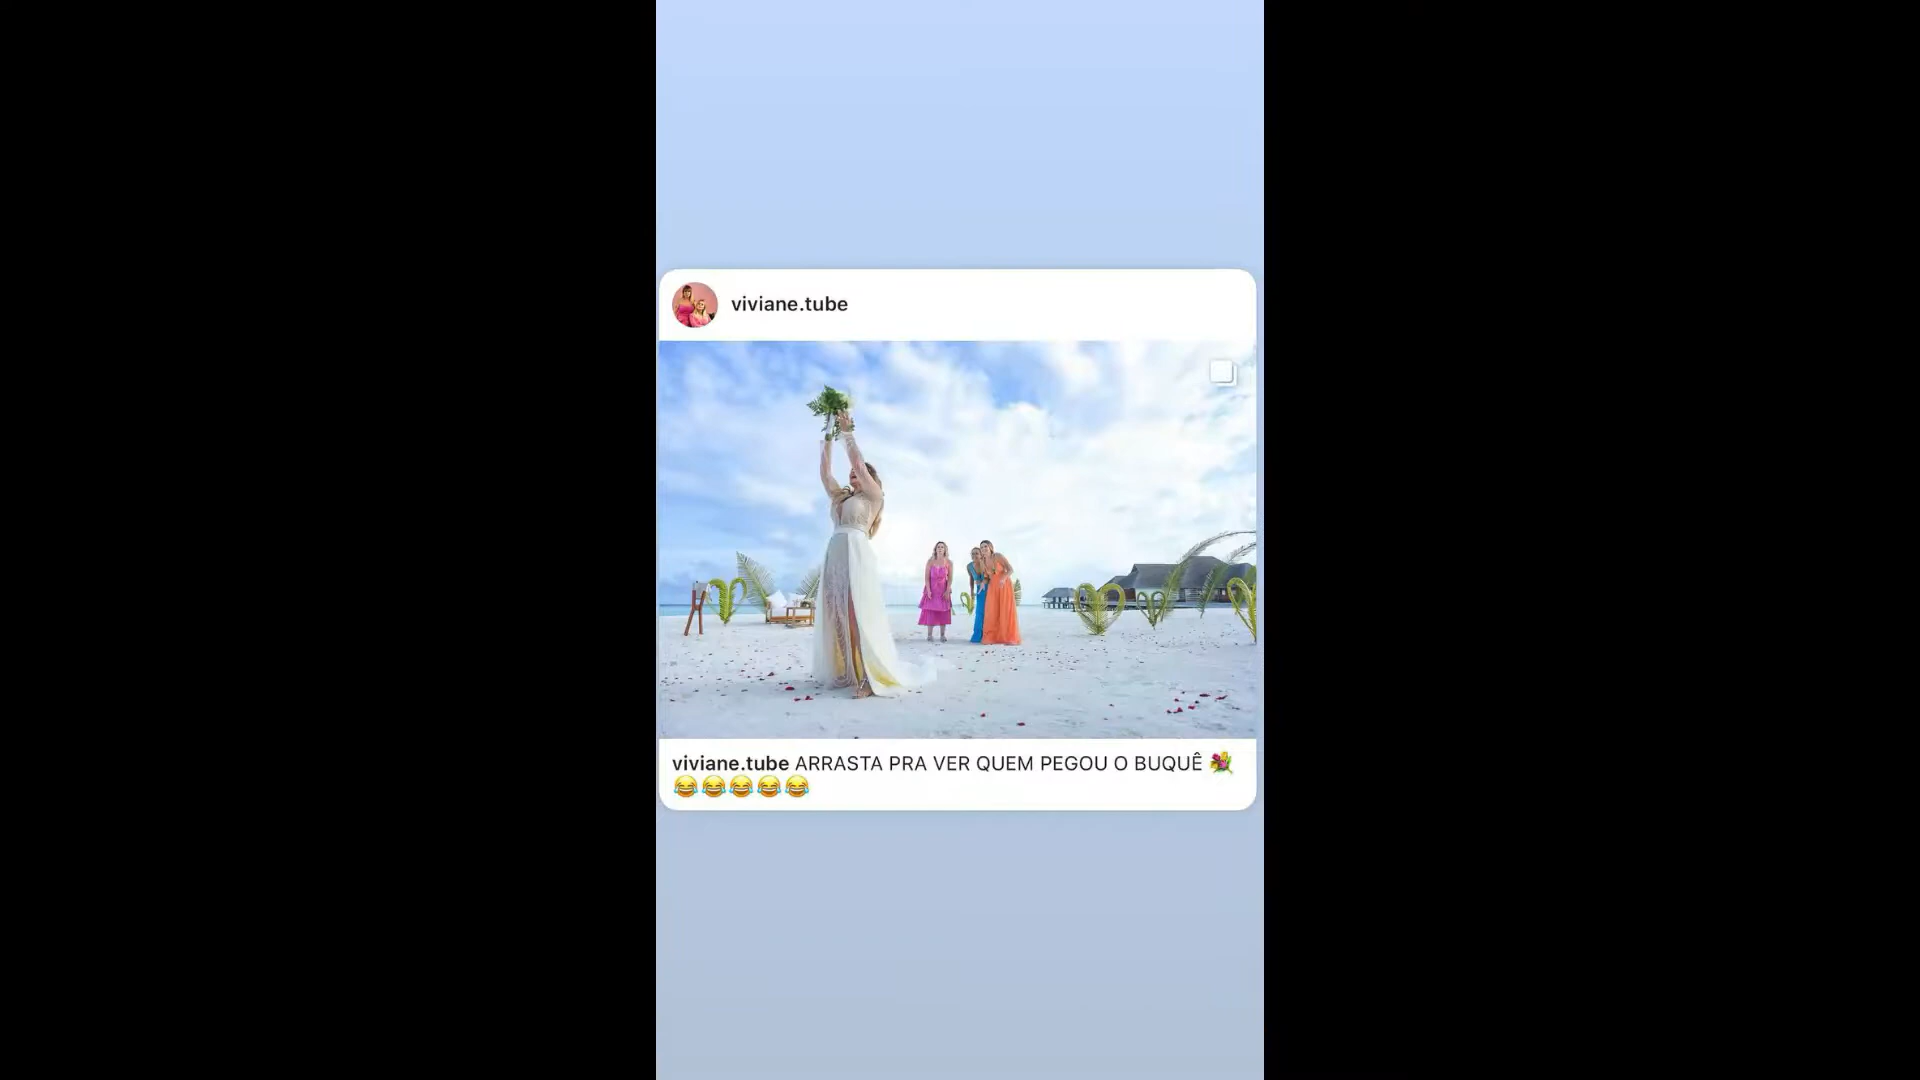 viviane.tube
viviane.tube ARRASTA PRA VER QUEM PEGOU O BUQUÊ 💐
😂😂😂😂😂